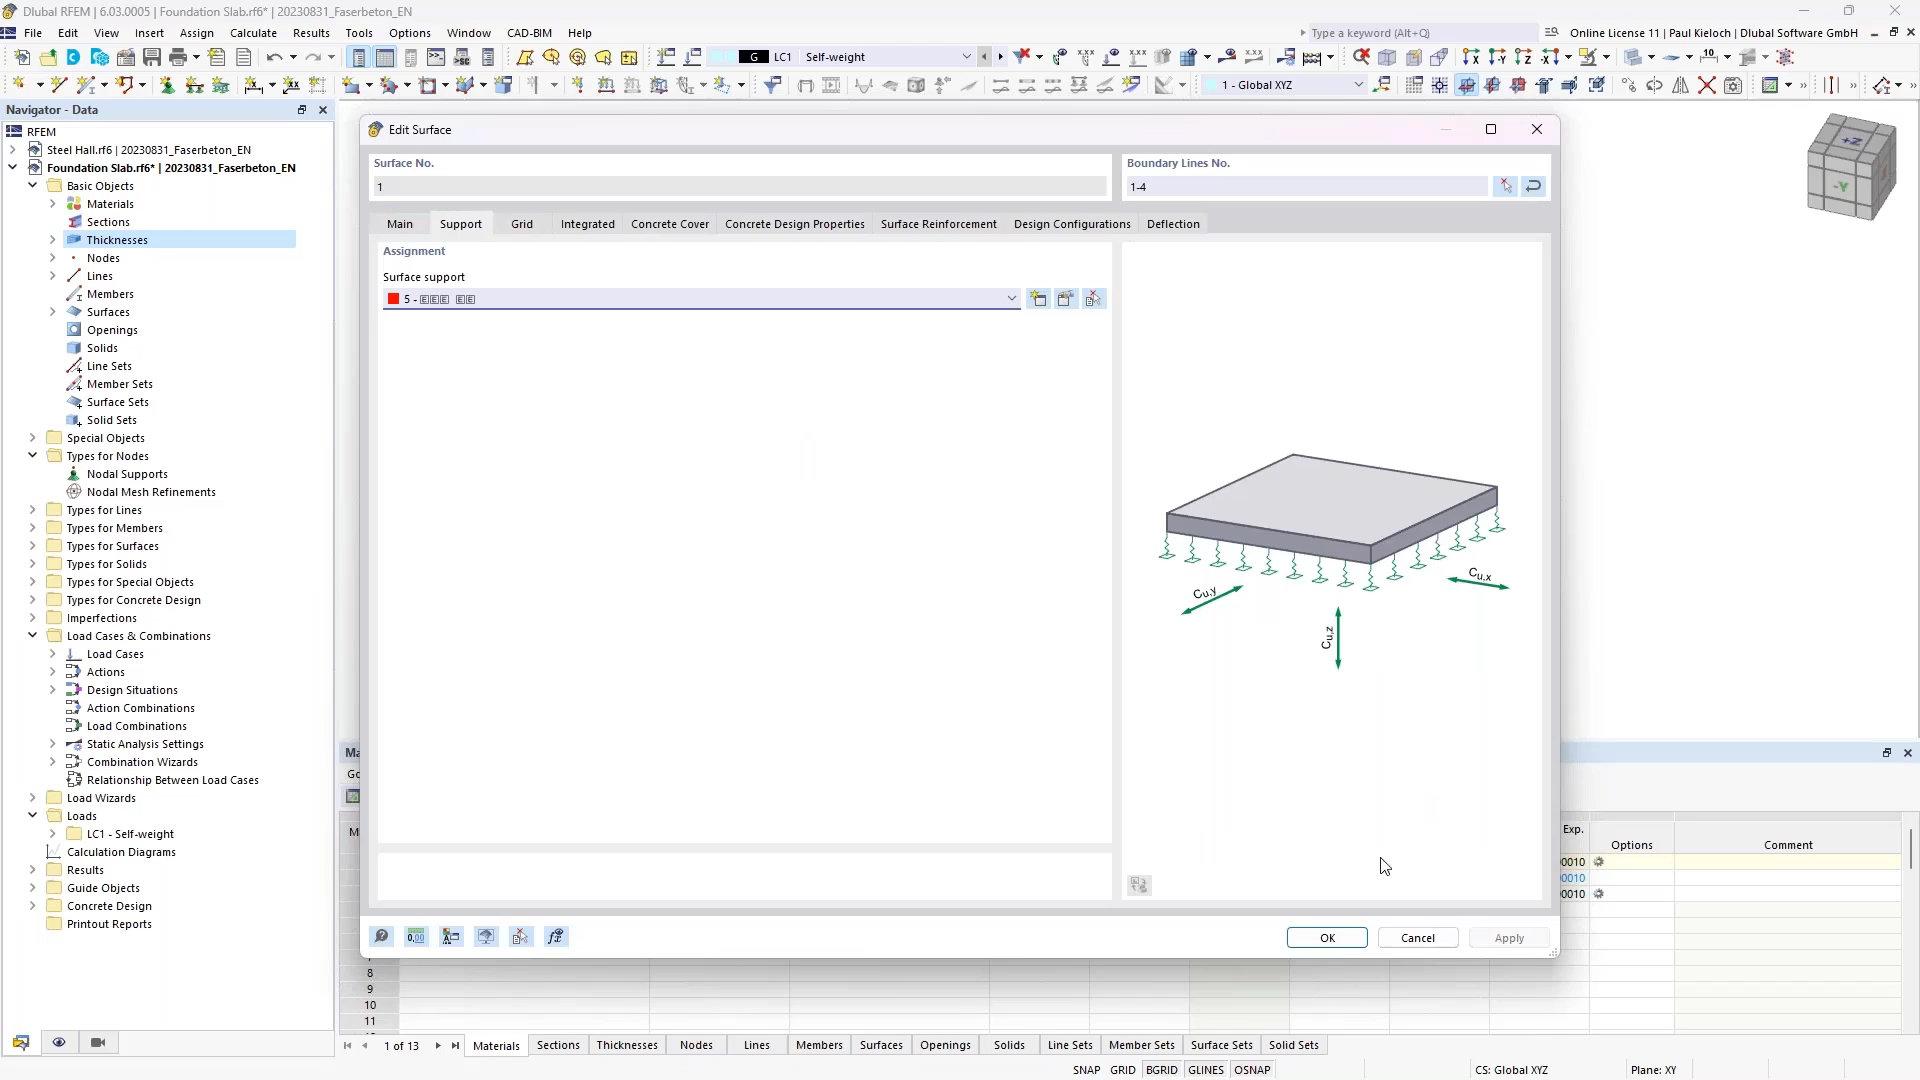 Dlubal RFEM | 6.03.0005 | Foundation Slab.rf6* | 20230831_Faserbeton_EN
File Edit View Insert Assign Calculate Results Tools Options Window CAD-BIM Help
Type a keyword (Alt+Q)
Online License 11 | Paul Kieloch | Dlubal Software GmbH
G LC1 Self-weight
1 - Global XYZ
Navigator - Data
RFEM
Steel Hall.rf6 | 20230831_Faserbeton_EN
Foundation Slab.rf6* | 20230831_Faserbeton_EN
Basic Objects
Materials
Sections
Thicknesses
Nodes
Lines
Members
Surfaces
Openings
Solids
Line Sets
Member Sets
Surface Sets
Solid Sets
Special Objects
Types for Nodes
Nodal Supports
Nodal Mesh Refinements
Types for Lines
Types for Members
Types for Surfaces
Types for Solids
Types for Special Objects
Types for Concrete Design
Imperfections
Load Cases & Combinations
Load Cases
Actions
Design Situations
Action Combinations
Load Combinations
Static Analysis Settings
Combination Wizards
Relationship Between Load Cases
Load Wizards
Loads
LC1 - Self-weight
Calculation Diagrams
Results
Guide Objects
Concrete Design
Printout Reports
Edit Surface
Surface No.
1
Boundary Lines No.
1-4
Main Support Grid Integrated Concrete Cover Concrete Design Properties Surface Reinforcement Design Configurations Deflection
Assignment
Surface support
5 -
Cu,x
Cu,y
Cu,z
OK Cancel Apply
+Z
-Y
Ma
Go
M
Exp.
Options
Comment
00010
00010
00010
8
9
10
11
1 of 13
Materials Sections Thicknesses Nodes Lines Members Surfaces Openings Solids Line Sets Member Sets Surface Sets Solid Sets
SNAP GRID BGRID GLINES OSNAP
CS: Global XYZ
Plane: XY